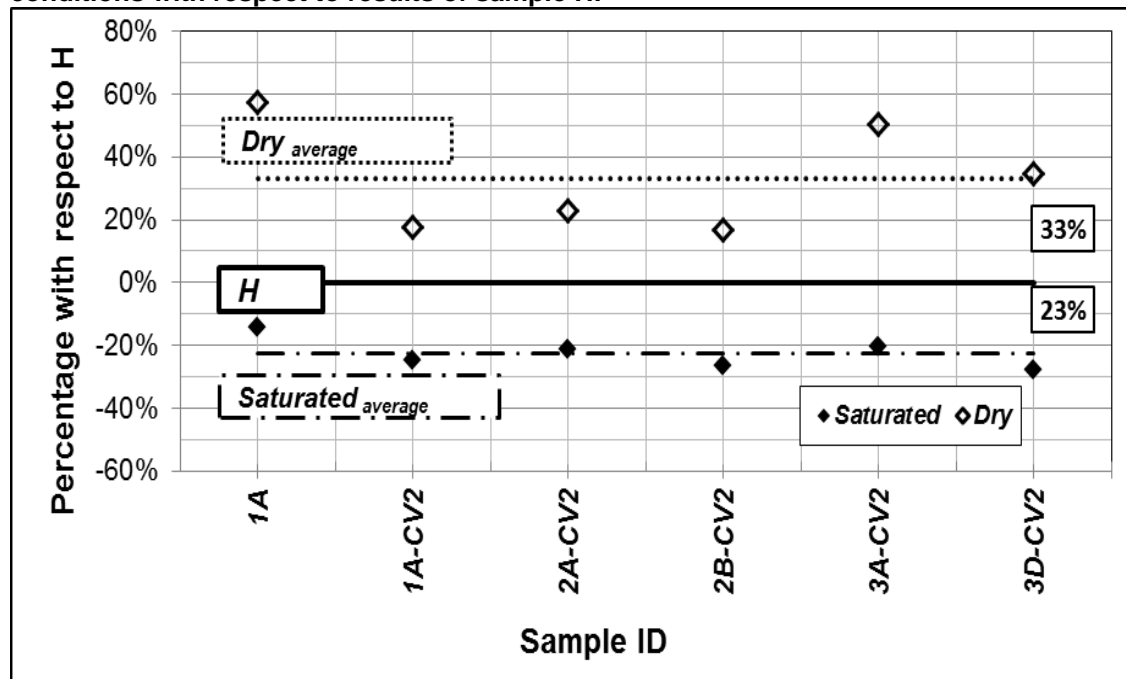 conditions with respect to results of sample H.
80%
60%
40%
20%
0%
-20%
-40%
-60%
Percentage with respect to H
Dry average
H
Saturated average
33%
23%
♦Saturated ◇Dry
1A
1A-CV2
2A-CV2
2B-CV2
3A-CV2
3D-CV2
Sample ID